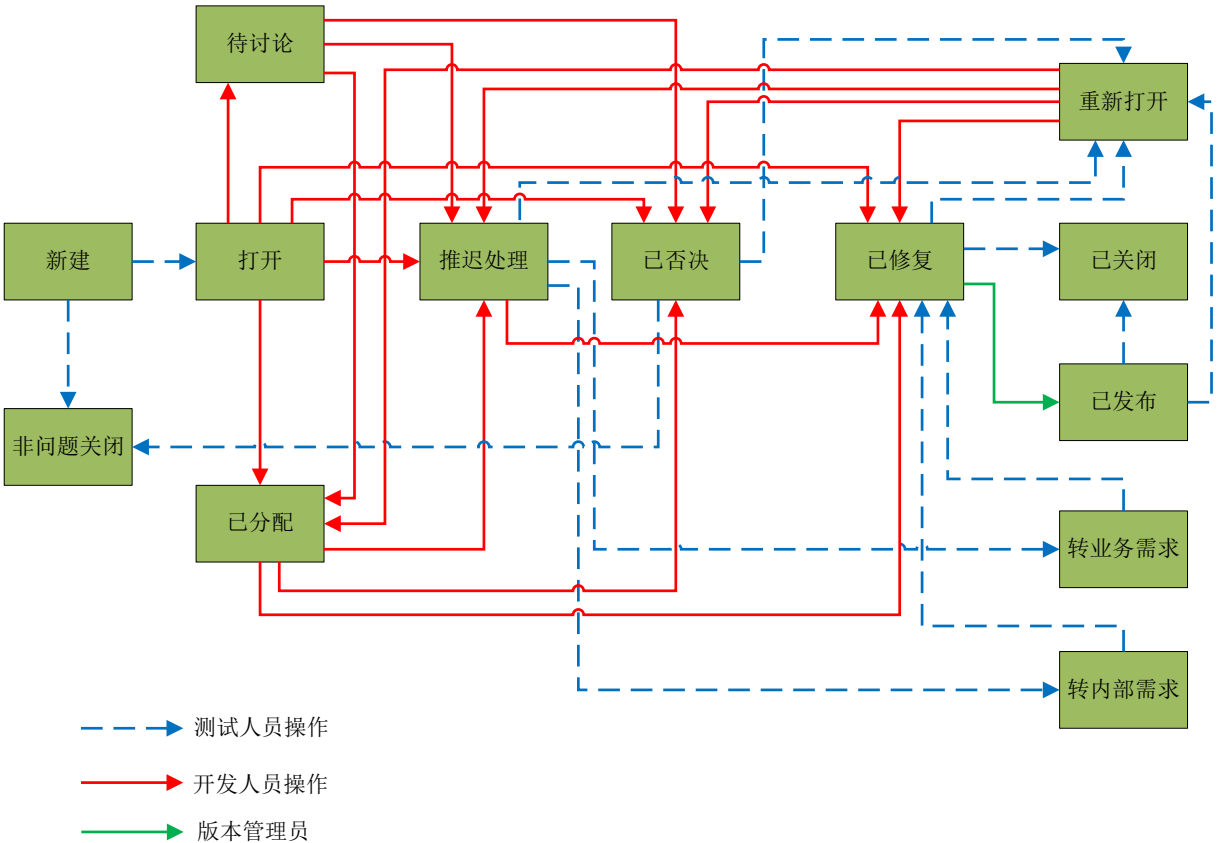 待讨论
重新打开
新建
打开
推迟处理
已否决
已修复
已关闭
已发布
非问题关闭
已分配
转业务需求
转内部需求
测试人员操作
开发人员操作
版本管理员